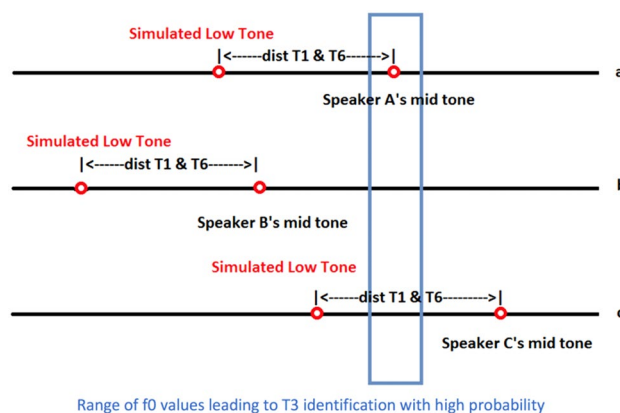 Simulated Low Tone
|<------dist T1 & T6------->|
a
Speaker A's mid tone
Simulated Low Tone
|<------dist T1 & T6------->|
b
Speaker B's mid tone
Simulated Low Tone
|<------dist T1 & T6--------->|
Speaker C's mid tone
Range of f0 values leading to T3 identification with high probability